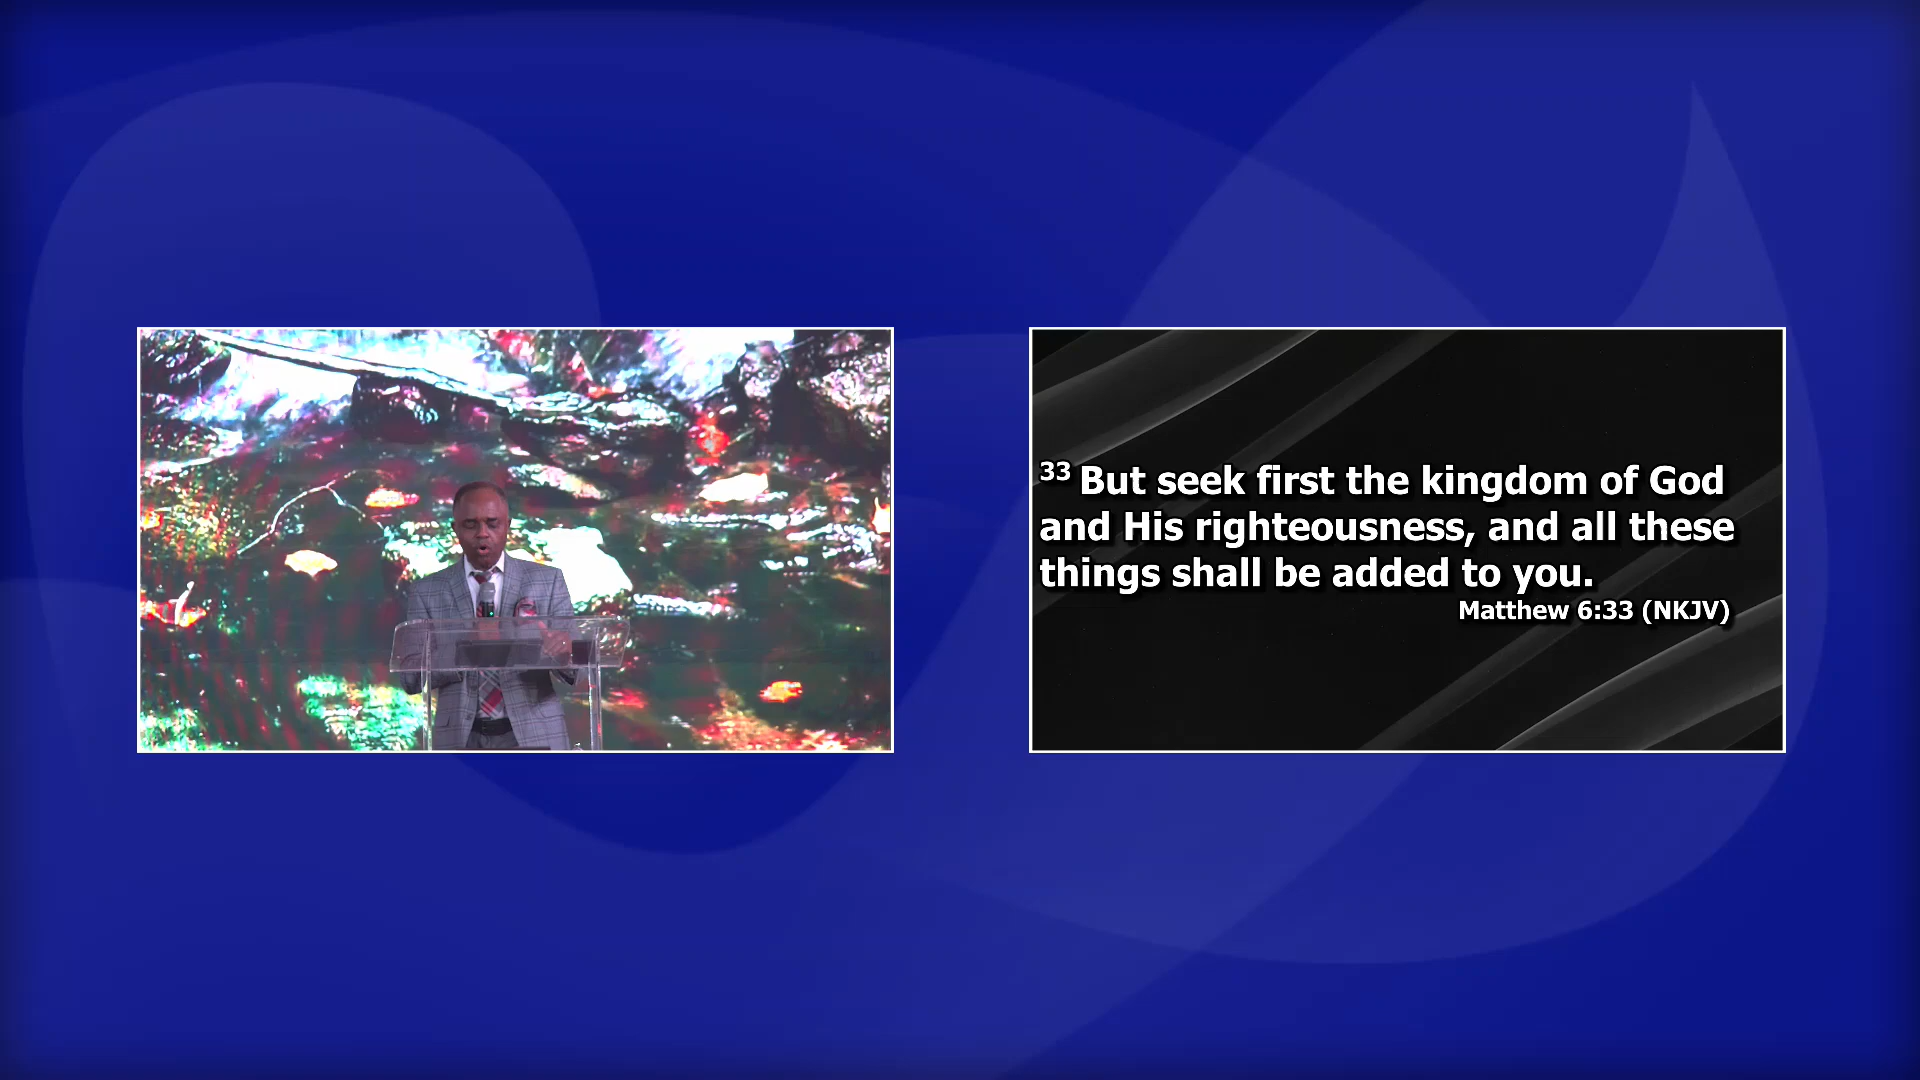 33 But seek first the kingdom of God
and His righteousness, and all these
things shall be added to you.
Matthew 6:33 (NKJV)